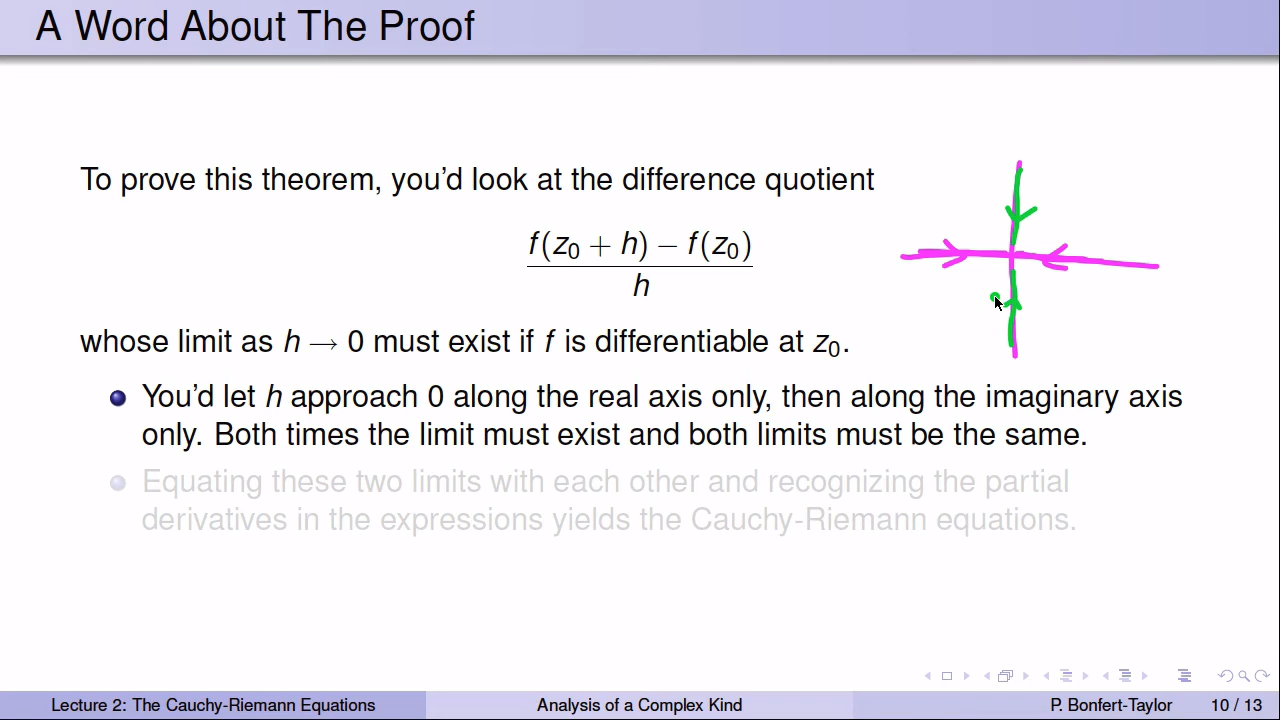 A Word About The Proof
To prove this theorem, you'd look at the difference quotient
f(z₀ + h) − f(z₀)
h
whose limit as h → 0 must exist if f is differentiable at z₀.
You'd let h approach 0 along the real axis only, then along the imaginary axis
only. Both times the limit must exist and both limits must be the same.
Equating these two limits with each other and recognizing the partial
derivatives in the expressions yields the Cauchy-Riemann equations.
Lecture 2: The Cauchy-Riemann Equations Analysis of a Complex Kind P. Bonfert-Taylor 10 / 13